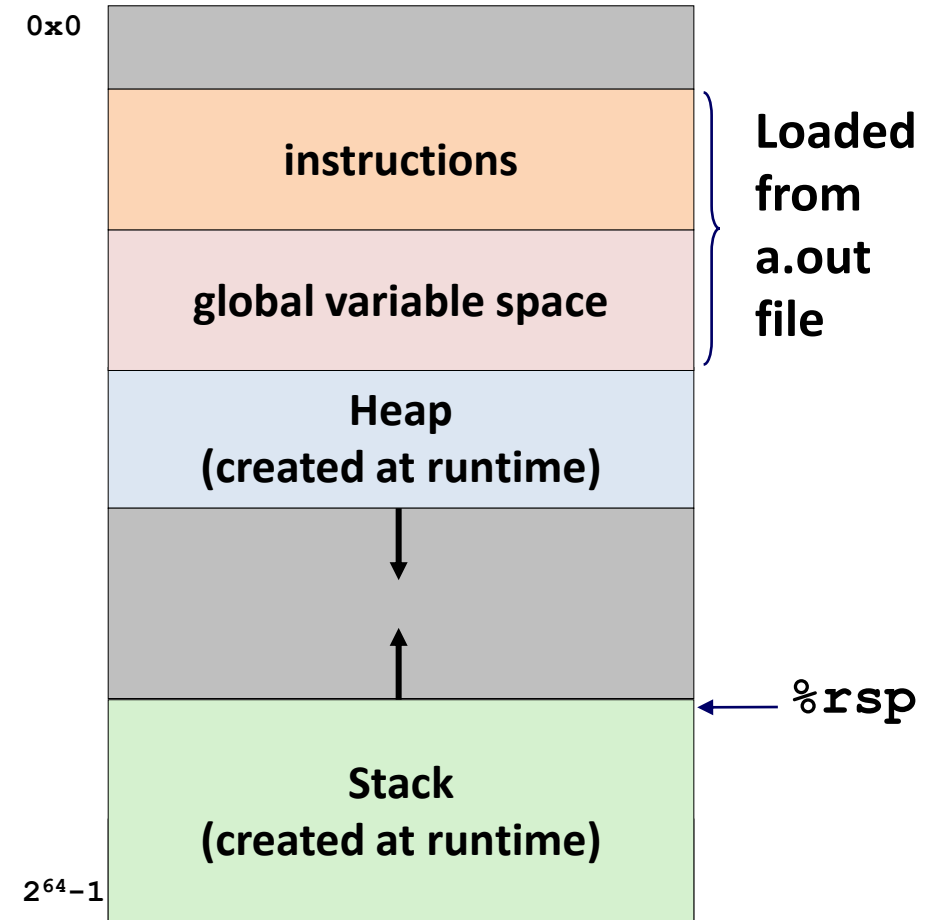 0x0
instructions
Loaded
from
a.out
file
global variable space
Heap
(created at runtime)
%rsp
Stack
(created at runtime)
2⁶⁴-1